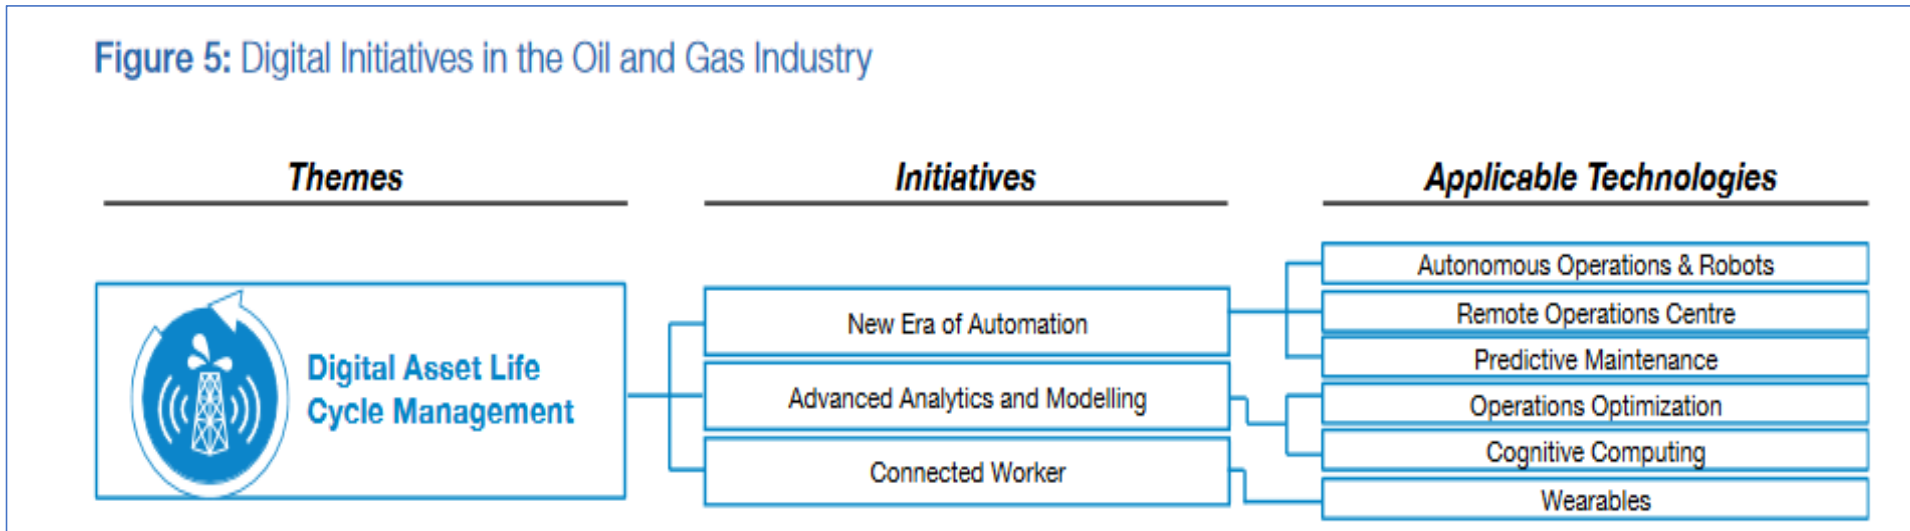 Figure 5: Digital Initiatives in the Oil and Gas Industry
Themes
Initiatives
Applicable Technologies
Digital Asset Life
Cycle Management
New Era of Automation
Advanced Analytics and Modelling
Connected Worker
Autonomous Operations & Robots
Remote Operations Centre
Predictive Maintenance
Operations Optimization
Cognitive Computing
Wearables